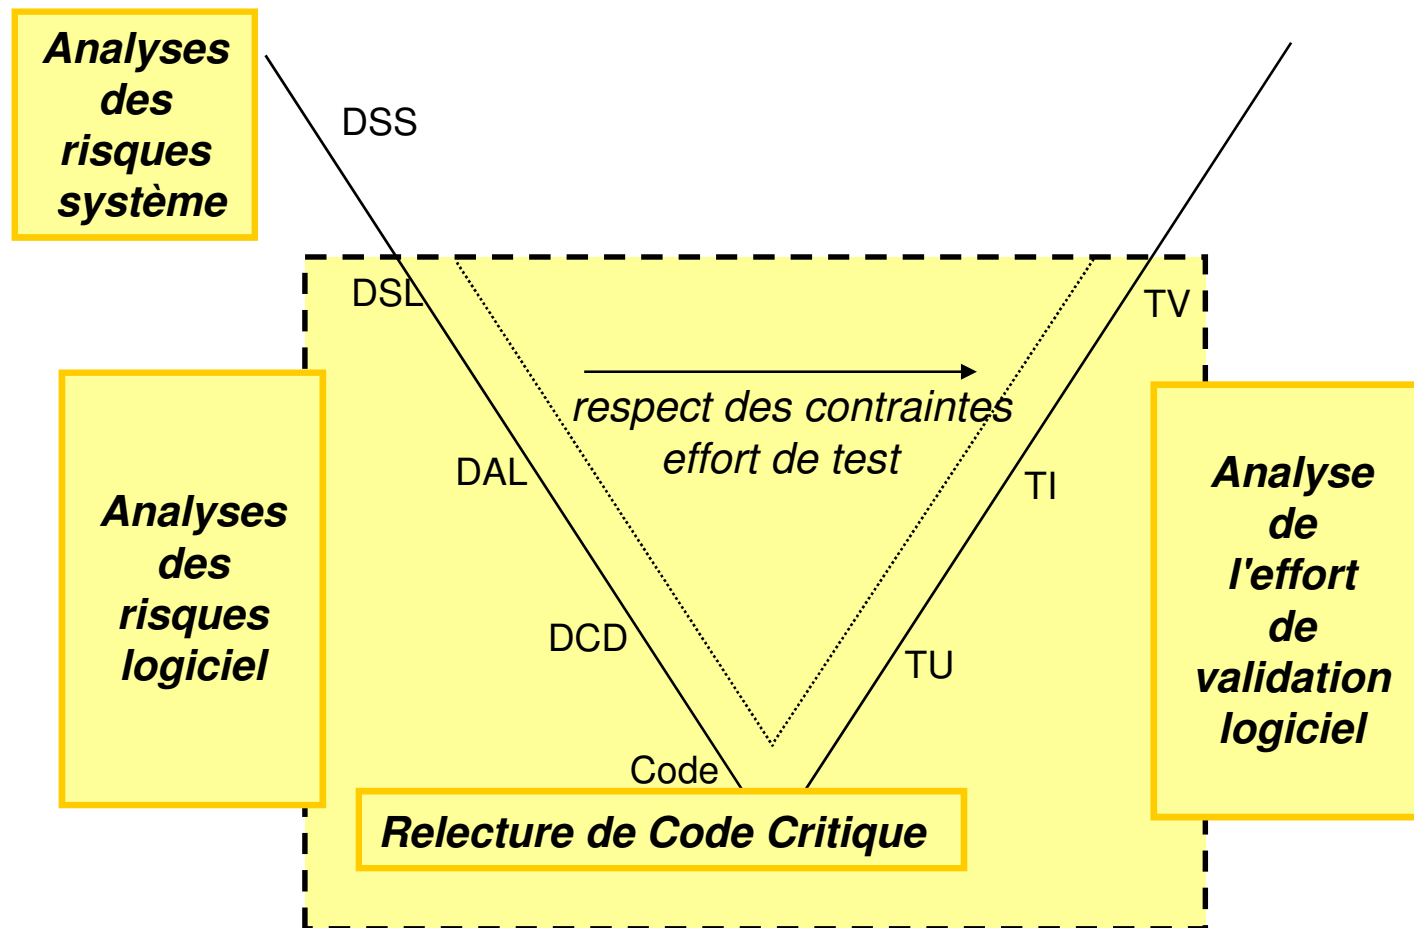 Analyses
des
risques
système
DSS
DSL
TV
respect des contraintes
effort de test
DAL
TI
Analyses
des
risques
logiciel
Analyse
de
l'effort
de
validation
logiciel
DCD
TU
Code
Relecture de Code Critique